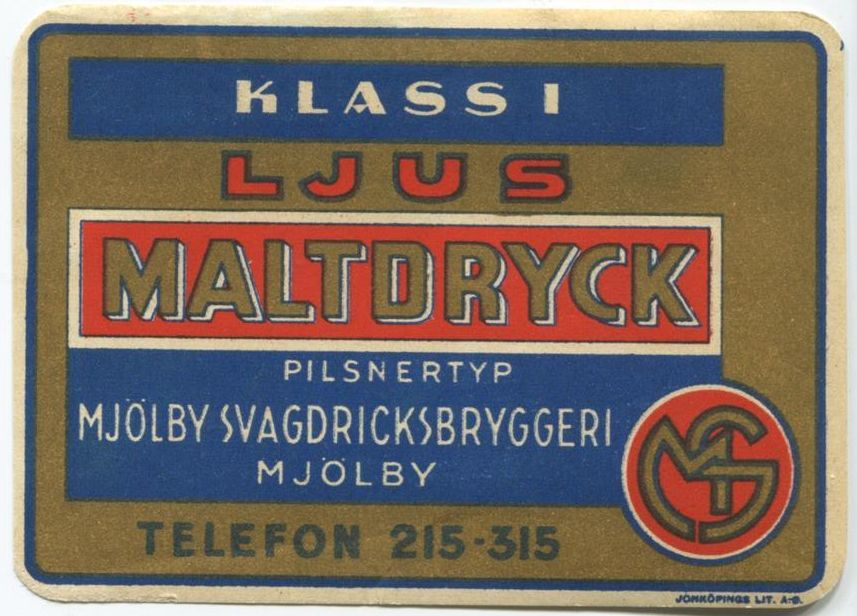 KLASS I
LJUS
MALTDRYCK
PILSNERTYP
MJÖLBY SVAGDRICKSBRYGGERI
MJÖLBY
TELEFON 215-315
JÖNKÖPINGS LIT. A-B.